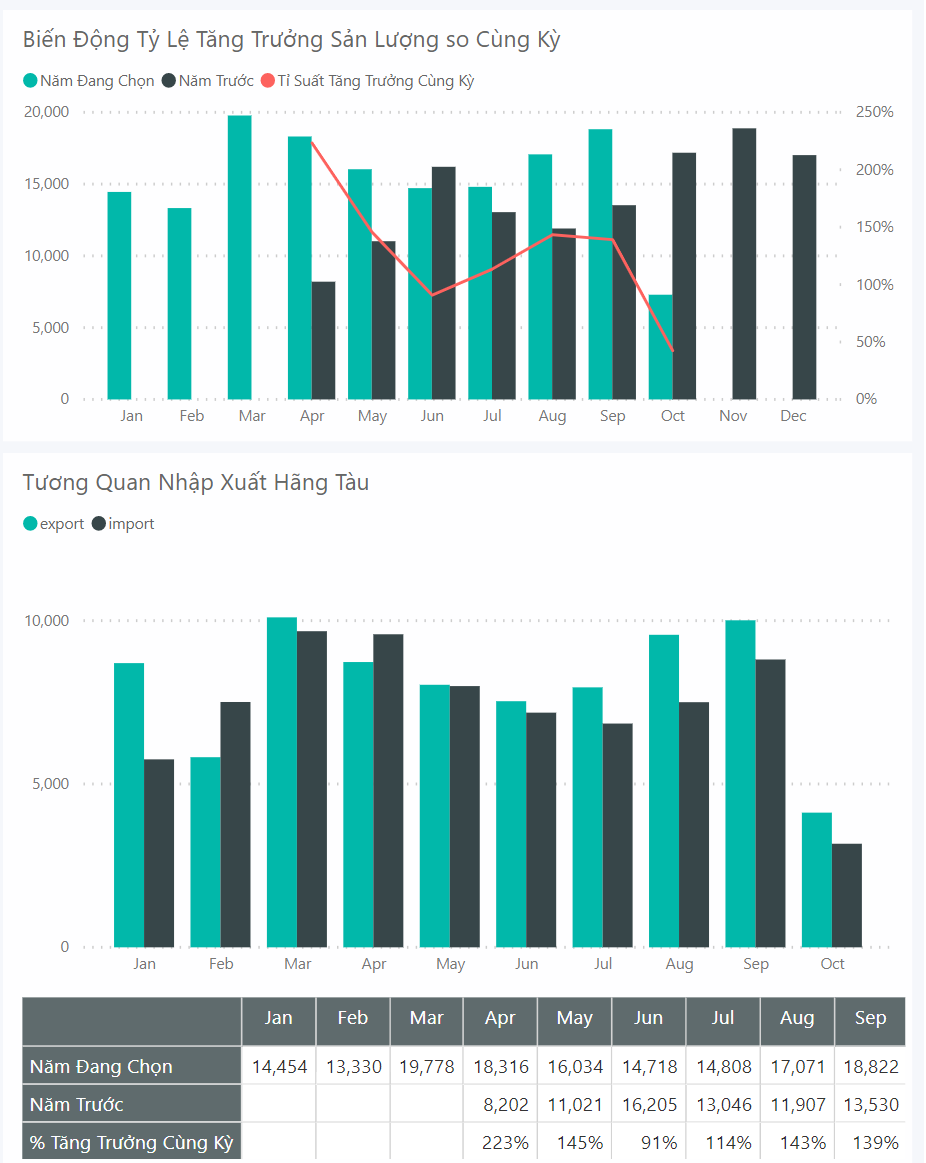 Biến Động Tỷ Lệ Tăng Trưởng Sản Lượng so Cùng Kỳ
Năm Đang Chọn Năm Trước Tỉ Suất Tăng Trưởng Cùng Kỳ
20,000 250%
200%
15,000
150%
10,000
100%
5,000
50%
0 0%
Jan Feb Mar Apr May Jun Jul Aug Sep Oct Nov Dec
Tương Quan Nhập Xuất Hãng Tàu
export import
10,000
5,000
0
Jan Feb Mar Apr May Jun Jul Aug Sep Oct
Jan Feb Mar Apr May Jun Jul Aug Sep
Năm Đang Chọn 14,454 13,330 19,778 18,316 16,034 14,718 14,808 17,071 18,822
Năm Trước 8,202 11,021 16,205 13,046 11,907 13,530
% Tăng Trưởng Cùng Kỳ 223% 145% 91% 114% 143% 139%